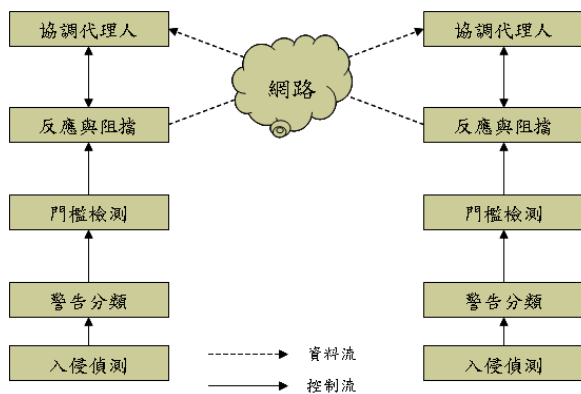 協調代理人
協調代理人
網路
反應與阻擋
反應與阻擋
門檻檢測
門檻檢測
警告分類
警告分類
入侵偵測
入侵偵測
資料流
控制流